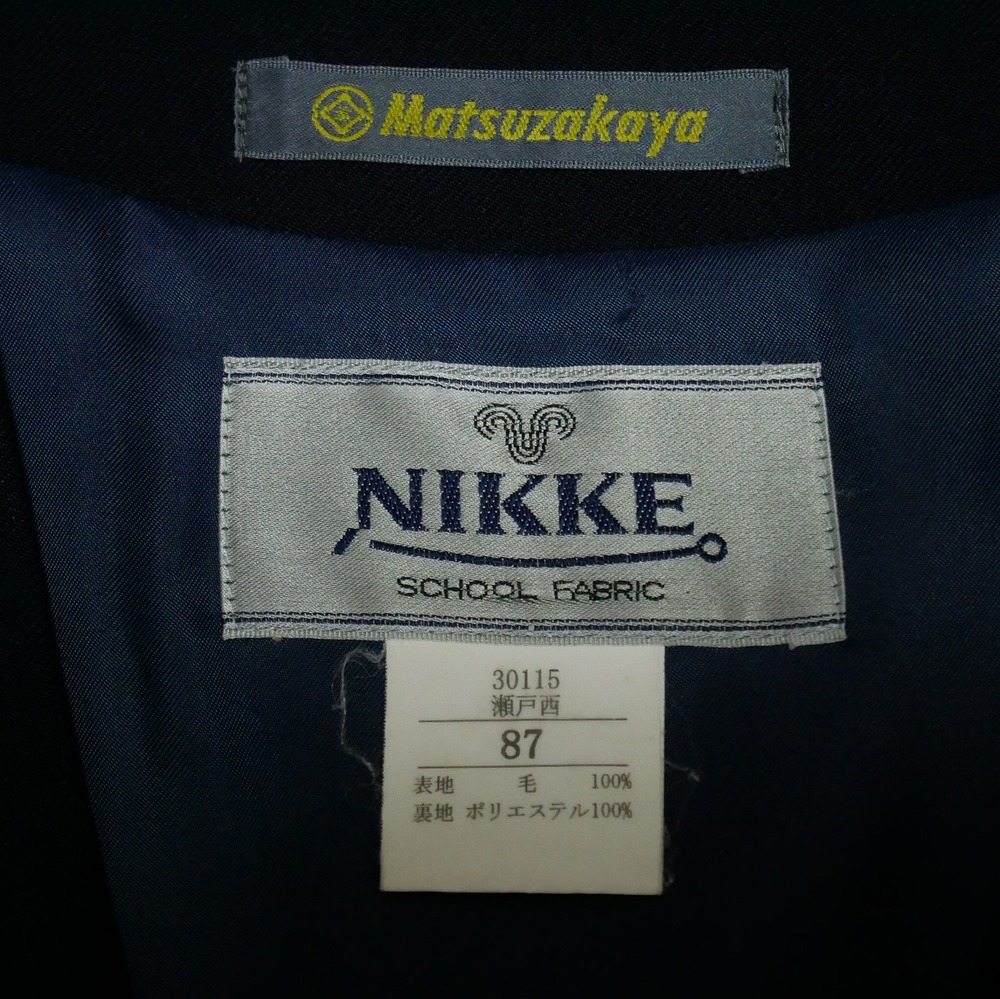 Matsuzakaya
NIKKE
SCHOOL FABRIC
30115
瀬戸西
87
表地 毛 100%
裏地 ポリエステル100%